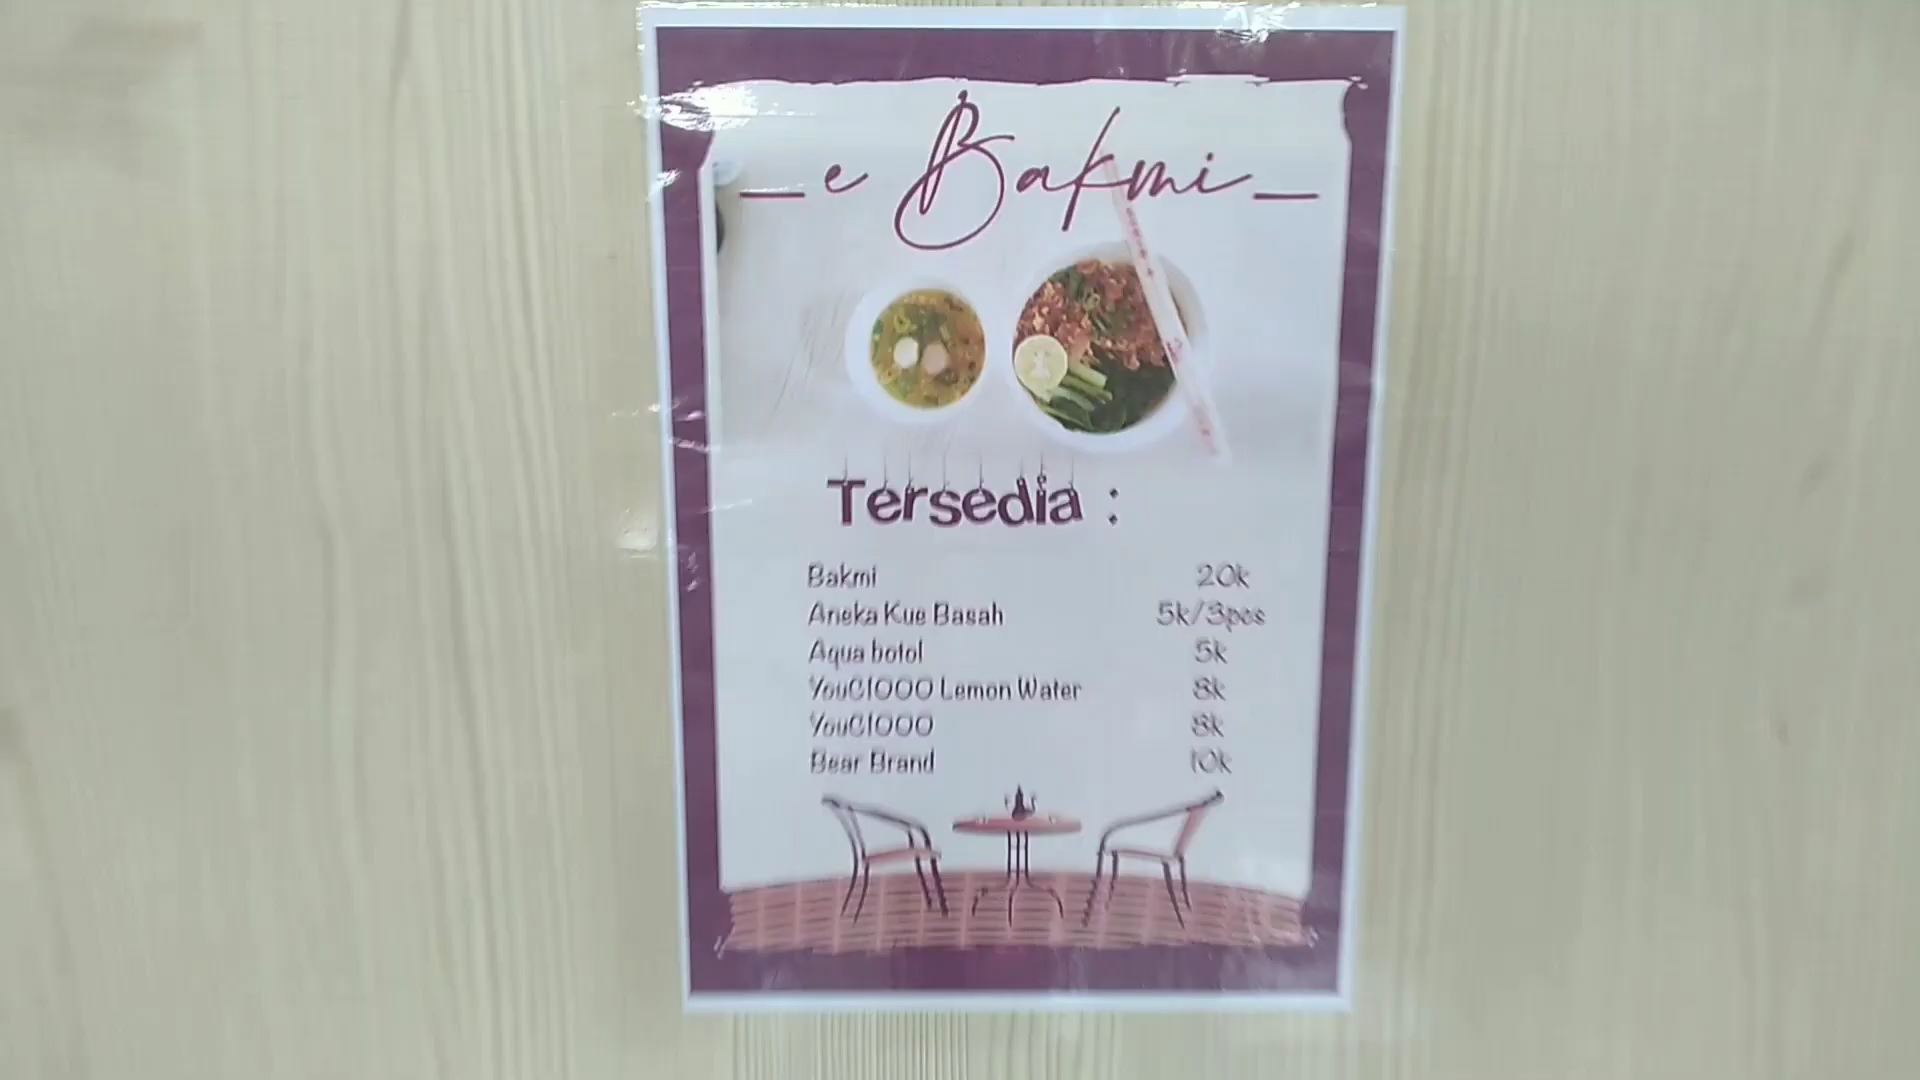 _e Bakmi_
Tersedia :
Bakmi 20k
Aneka Kue Basah 5k/3pcs
Aqua botol 5k
YouC1000 Lemon Water 8k
YouC1000 8k
Bear Brand 10k